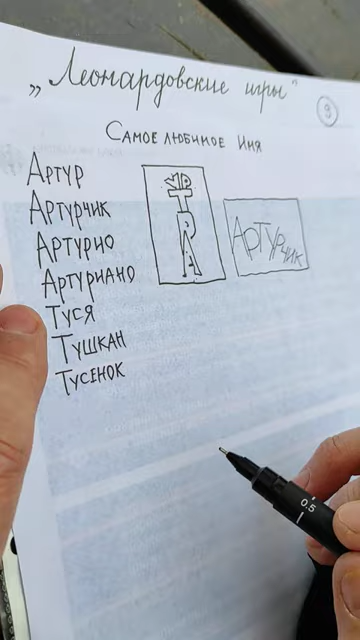 „Леонардовские игры"
9
Самое любимое имя
Артур
Артурчик
Артурио
Артуриано
Туся
Тушкан
Тусенок
Артурчик
0.5